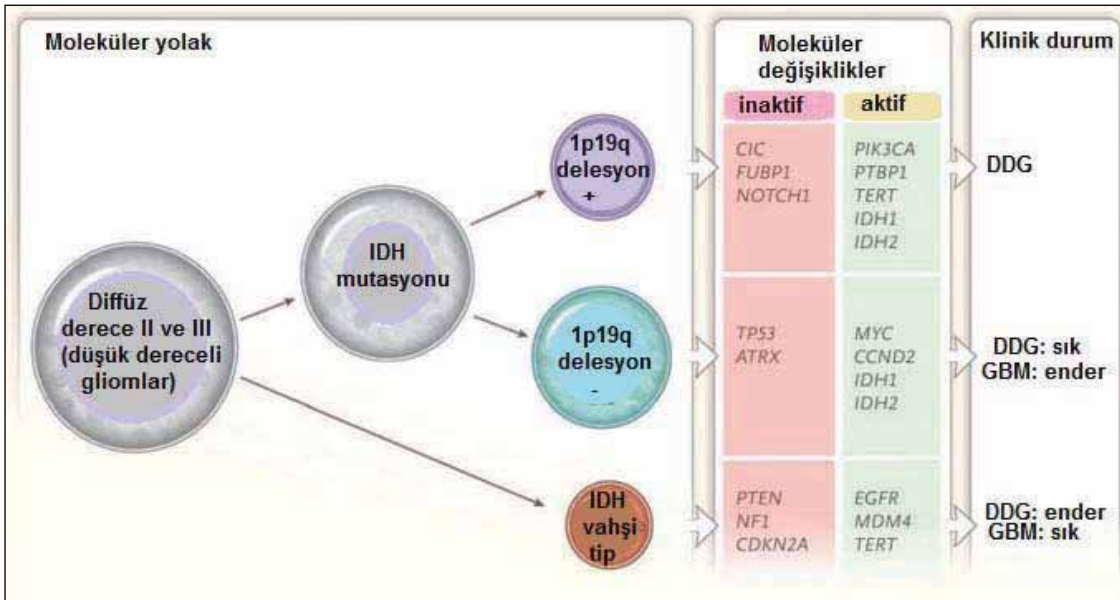 Moleküler yolak
Diffüz
derece II ve III
(düşük dereceli
gliomlar)
IDH
mutasyonu
1p19q
delesyon
+
1p19q
delesyon
-
IDH
vahşi
tip
Moleküler
değişiklikler
inaktif
aktif
CIC
FUBP1
NOTCH1
PIK3CA
PTBP1
TERT
IDH1
IDH2
TP53
ATRX
MYC
CCND2
IDH1
IDH2
PTEN
NF1
CDKN2A
EGFR
MDM4
TERT
Klinik durum
DDG
DDG: sık
GBM: ender
DDG: ender
GBM: sık